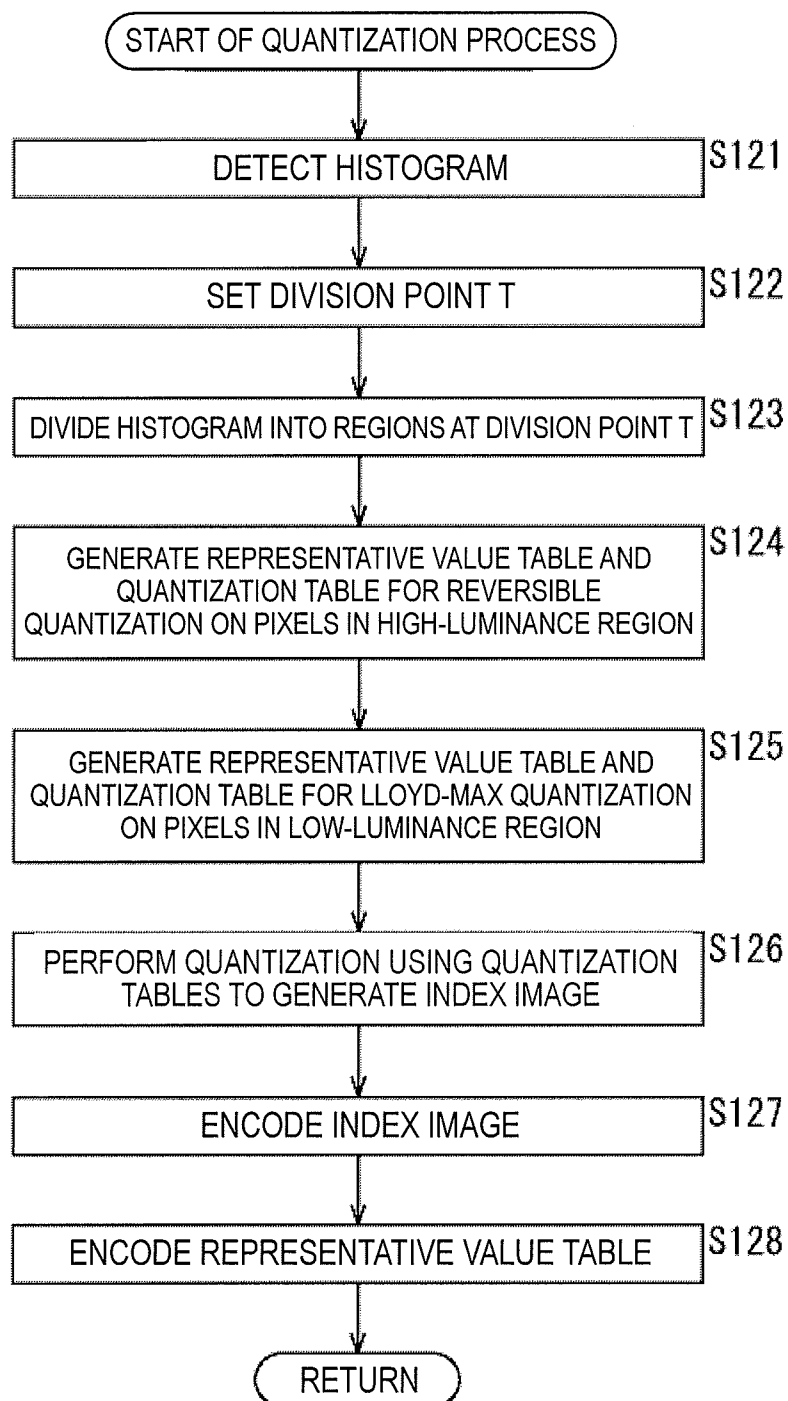 START OF QUANTIZATION PROCESS
DETECT HISTOGRAM
S121
SET DIVISION POINT T
S122
DIVIDE HISTOGRAM INTO REGIONS AT DIVISION POINT T
S123
GENERATE REPRESENTATIVE VALUE TABLE AND
QUANTIZATION TABLE FOR REVERSIBLE
QUANTIZATION ON PIXELS IN HIGH-LUMINANCE REGION
S124
GENERATE REPRESENTATIVE VALUE TABLE AND
QUANTIZATION TABLE FOR LLOYD-MAX QUANTIZATION
ON PIXELS IN LOW-LUMINANCE REGION
S125
PERFORM QUANTIZATION USING QUANTIZATION
TABLES TO GENERATE INDEX IMAGE
S126
ENCODE INDEX IMAGE
S127
ENCODE REPRESENTATIVE VALUE TABLE
S128
RETURN